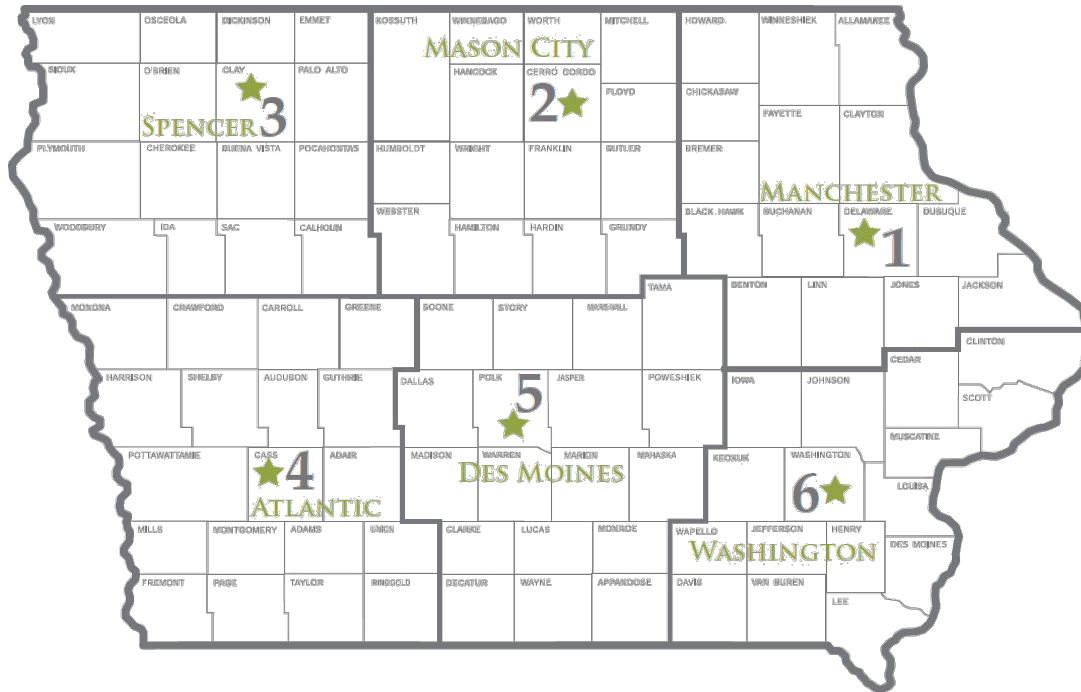 LYON OSCEOLA DICKINSON EMMET KOSSUTH WINNEBAGO WORTH MITCHELL HOWARD WINNESHIEK ALLAMAKEE
MASON CITY
SIOUX O'BRIEN CLAY PALO ALTO HANCOCK CERRO GORDO
2
FLOYD CHICKASAW
SPENCER 3
FAYETTE CLAYTON
PLYMOUTH CHEROKEE BUENA VISTA POCAHONTAS HUMBOLDT WRIGHT FRANKLIN BUTLER BREMER
MANCHESTER
WEBSTER BLACK HAWK BUCHANAN DELAWARE DUBUQUE
1
WOODBURY IDA SAC CALHOUN HAMILTON HARDIN GRUNDY
TAMA BENTON LINN JONES JACKSON
MONONA CRAWFORD CARROLL GREENE BOONE STORY MARSHALL
CLINTON
CEDAR
HARRISON SHELBY AUDUBON GUTHRIE DALLAS POLK JASPER POWESHIEK IOWA JOHNSON
5
SCOTT
MUSCATINE
POTTAWATTAMIE CASS ADAIR MADISON WARREN MARION MAHASKA KEOKUK WASHINGTON
4
DES MOINES
6
LOUISA
ATLANTIC
MILLS MONTGOMERY ADAMS UNION CLARKE LUCAS MONROE WAPELLO JEFFERSON HENRY
WASHINGTON
DES MOINES
FREMONT PAGE TAYLOR RINGGOLD DECATUR WAYNE APPANOOSE DAVIS VAN BUREN
LEE